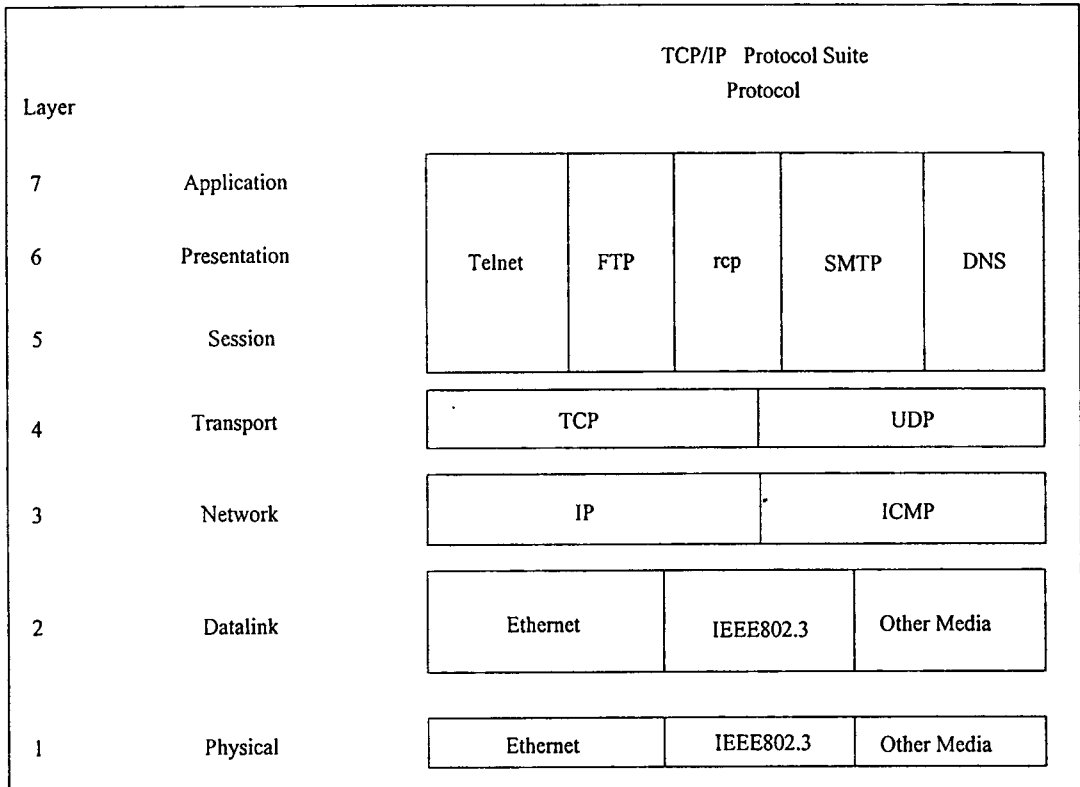 TCP/IP Protocol Suite
Protocol
Layer
7 Application
6 Presentation Telnet FTP rcp SMTP DNS
5 Session
4 Transport TCP UDP
3 Network IP ICMP
2 Datalink Ethernet IEEE802.3 Other Media
1 Physical Ethernet IEEE802.3 Other Media